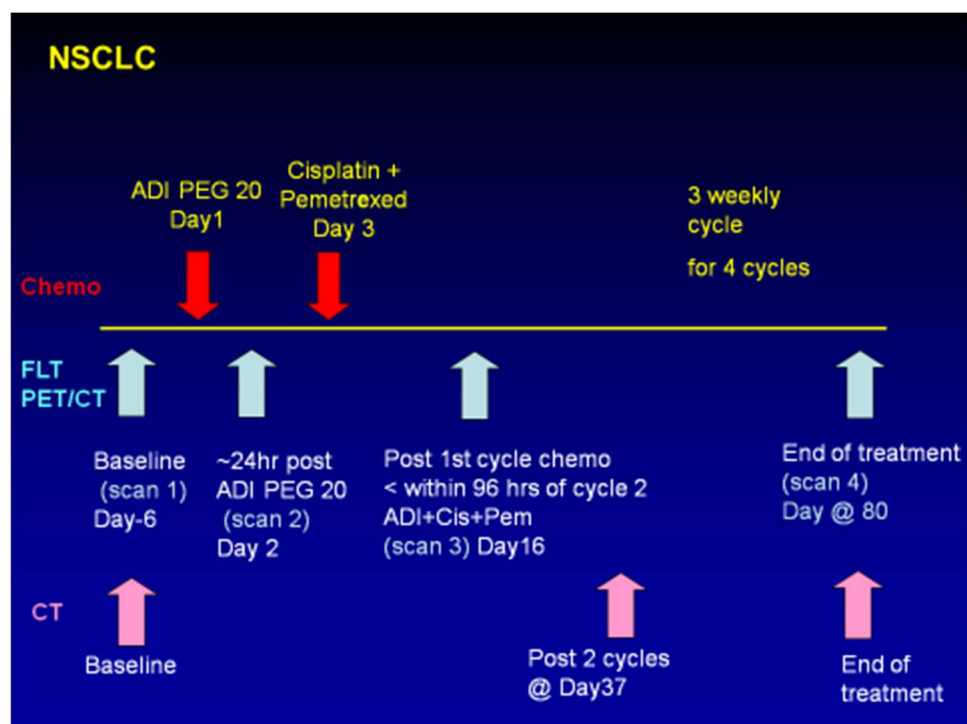 NSCLC
ADI PEG 20
Day1
Cisplatin +
Pemetrexed
Day 3
3 weekly
cycle
for 4 cycles
Chemo
FLT
PET/CT
Baseline
(scan 1)
Day-6
~24hr post
ADI PEG 20
(scan 2)
Day 2
Post 1st cycle chemo
< within 96 hrs of cycle 2
ADI+Cis+Pem
(scan 3) Day16
End of treatment
(scan 4)
Day @ 80
CT
Baseline
Post 2 cycles
@ Day37
End of
treatment